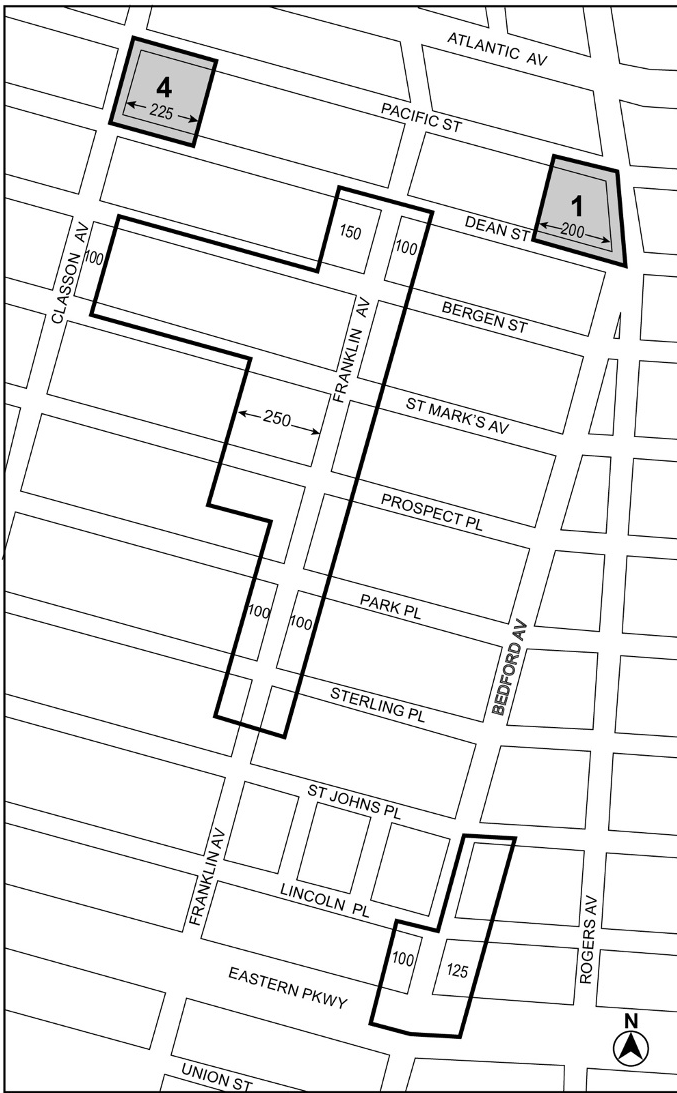 ATLANTIC AV
4
225
PACIFIC ST
1
200
150
100
DEAN ST
100
CLASSON AV
FRANKLIN AV
BERGEN ST
250
ST MARK'S AV
PROSPECT PL
100
100
PARK PL
BEDFORD AV
STERLING PL
ST JOHNS PL
FRANKLIN AV
LINCOLN PL
ROGERS AV
100
125
EASTERN PKWY
N
UNION ST